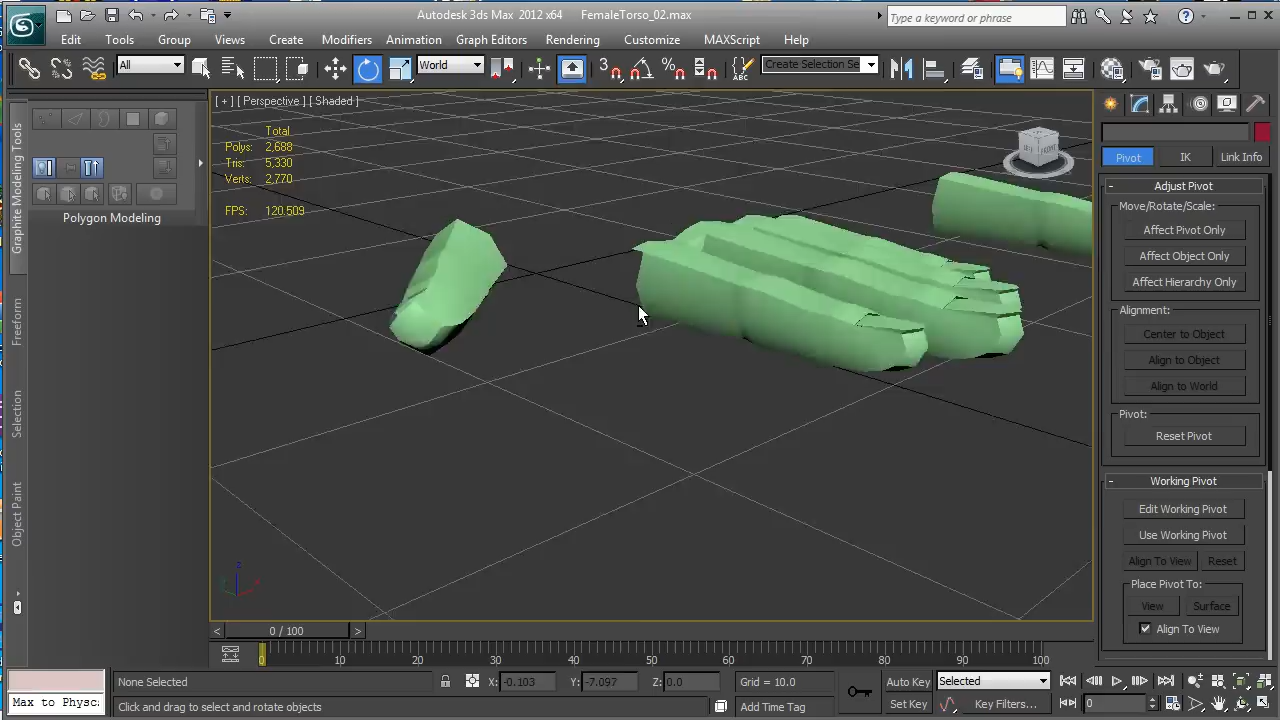 Autodesk 3ds Max 2012 x64 FemaleTorso_02.max
Type a keyword or phrase
Edit Tools Group Views Create Modifiers Animation Graph Editors Rendering Customize MAXScript Help
All
World
Create Selection Se
[ + ] [ Perspective ] [ Shaded ]
Total
Polys: 2,688
Tris: 5,330
Verts: 2,770
FPS: 120.509
Graphite Modeling Tools
Freeform
Selection
Object Paint
Polygon Modeling
Pivot IK Link Info
- Adjust Pivot
Move/Rotate/Scale:
Affect Pivot Only
Affect Object Only
Affect Hierarchy Only
Alignment:
Center to Object
Align to Object
Align to World
Pivot:
Reset Pivot
- Working Pivot
Edit Working Pivot
Use Working Pivot
Align To View Reset
Place Pivot To:
View Surface
Align To View
z
x
< 0 / 100 >
0 10 20 30 40 50 60 70 80 90 100
None Selected X: -0.103 Y: -7.097 Z: 0.0 Grid = 10.0 Auto Key Selected
Max to Physc. Click and drag to select and rotate objects Add Time Tag Set Key Key Filters... 0